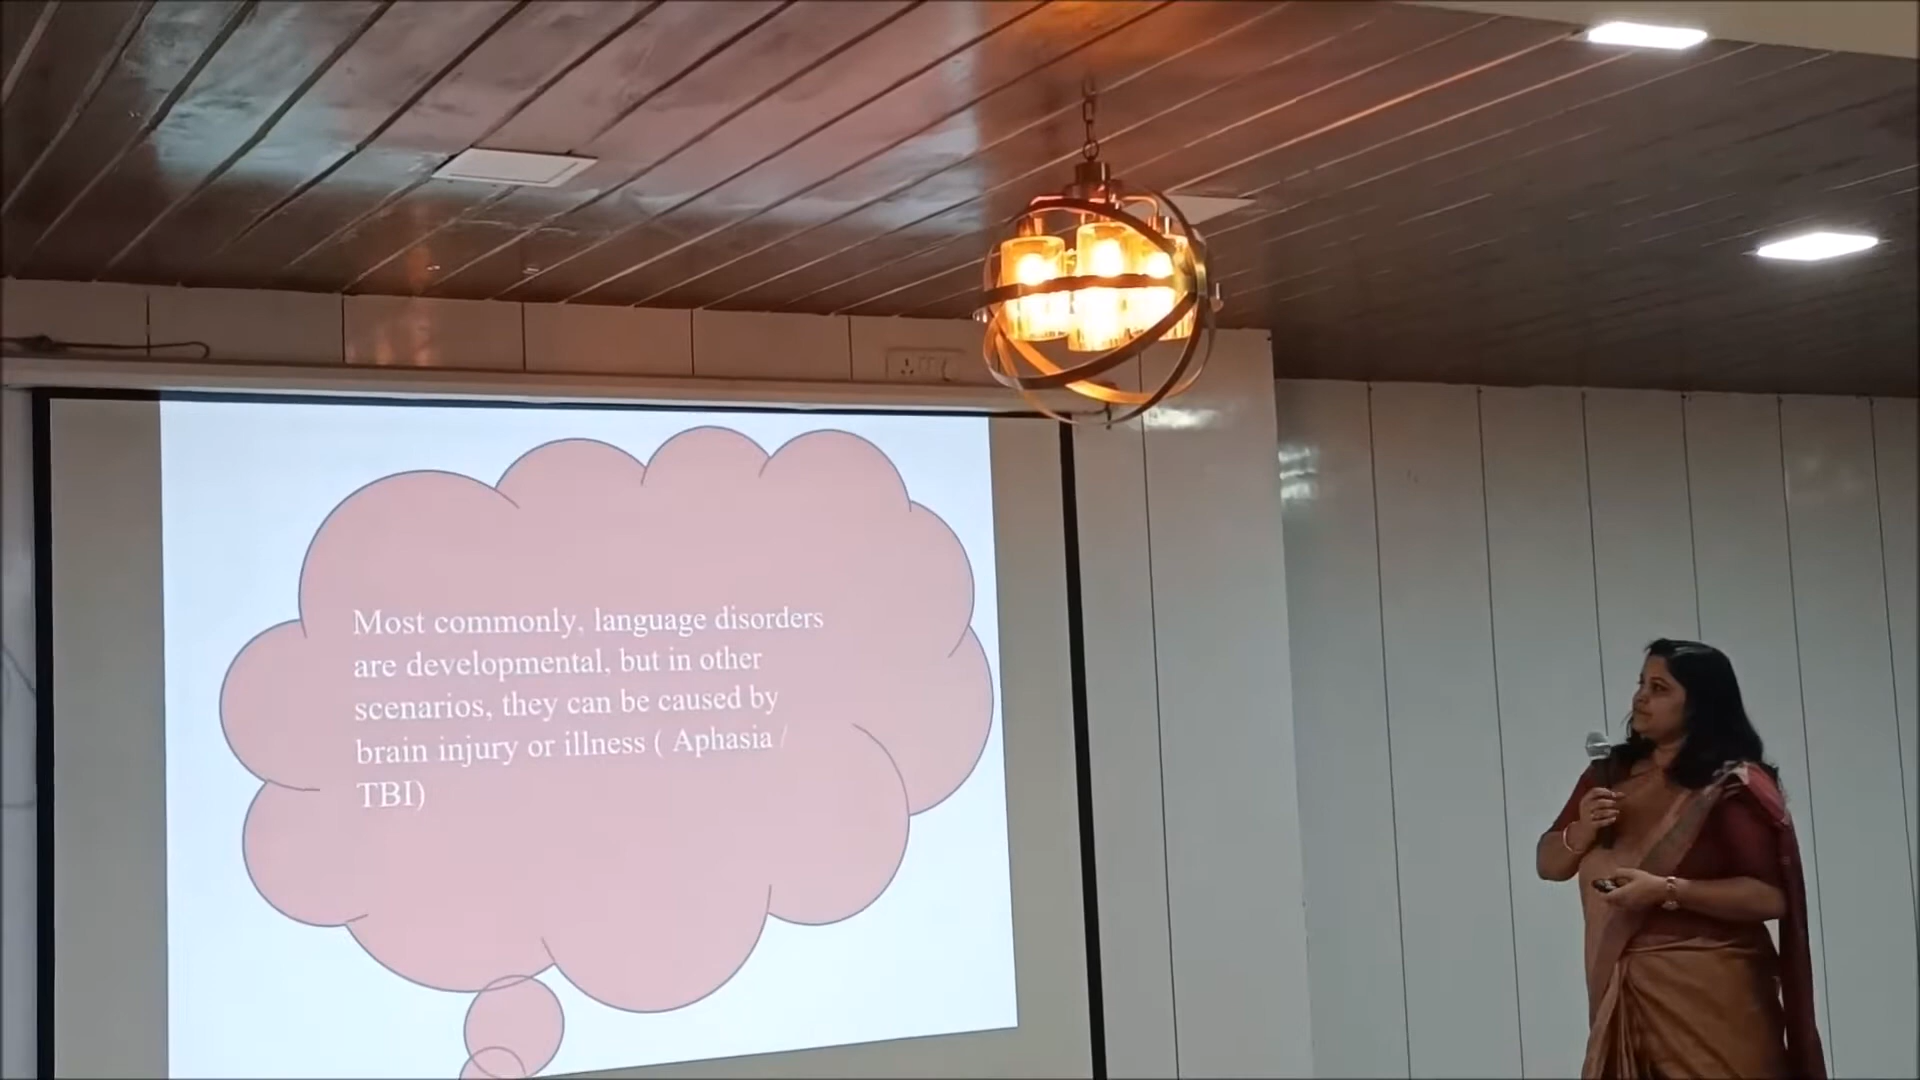 Most commonly, language disorders
are developmental, but in other
scenarios, they can be caused by
brain injury or illness ( Aphasia /
TBI)